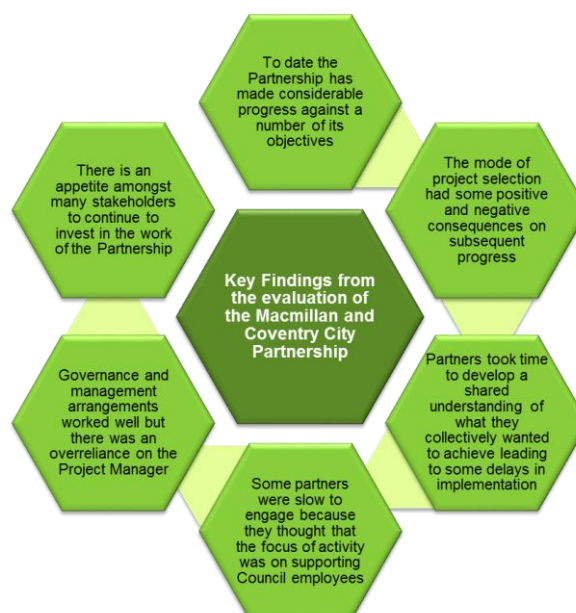 To date the
Partnership has
made considerable
progress against a
number of its
objectives
The mode of
project selection
had some positive
and negative
consequences on
subsequent
progress
Partners took time
to develop a
shared
understanding of
what they
collectively wanted
to achieve leading
to some delays in
implementation
Some partners
were slow to
engage because
they thought that
the focus of activity
was on supporting
Council employees
Governance and
management
arrangements
worked well but
there was an
overreliance on the
Project Manager
There is an
appetite amongst
many stakeholders
to continue to
invest in the work
of the Partnership
Key Findings from
the evaluation of
the Macmillan and
Coventry City
Partnership